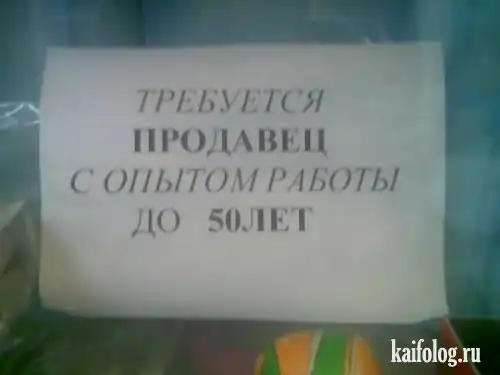 ТРЕБУЕТСЯ
ПРОДАВЕЦ
С ОПЫТОМ РАБОТЫ
ДО 50ЛЕТ
kaifolog.ru